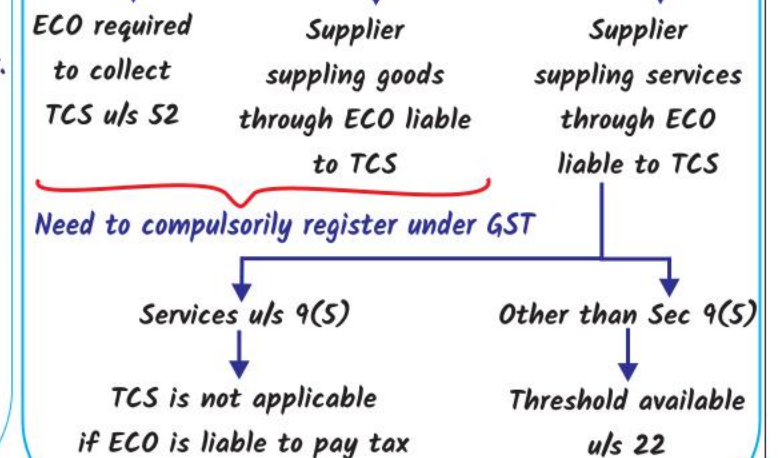 ECO required
to collect
TCS u/s 52
Supplier
suppling goods
through ECO liable
to TCS
Supplier
suppling services
through ECO
liable to TCS
Need to compulsorily register under GST
Services u/s 9(5)
Other than Sec 9(5)
TCS is not applicable
if ECO is liable to pay tax
Threshold available
u/s 22